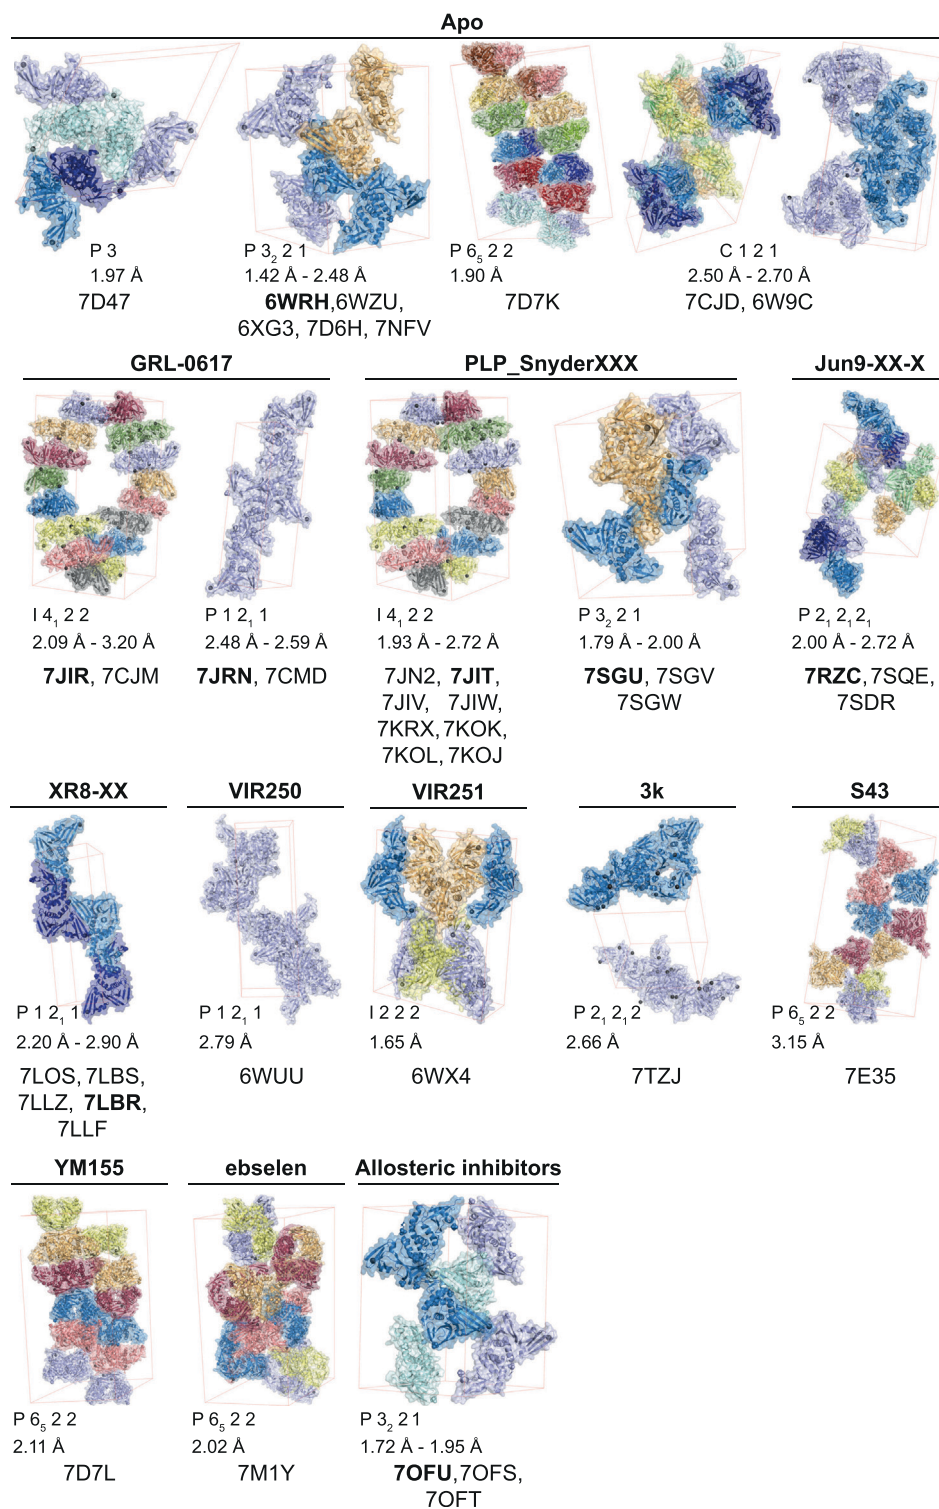 Apo
P 3
1.97 Å
7D47
P 3₂ 2 1
1.42 Å - 2.48 Å
6WRH, 6WZU,
6XG3, 7D6H, 7NFV
P 6₅ 2 2
1.90 Å
7D7K
C 1 2 1
2.50 Å - 2.70 Å
7CJD, 6W9C
GRL-0617
I 4₁ 2 2
2.09 Å - 3.20 Å
7JIR, 7CJM
P 1 2₁ 1
2.48 Å - 2.59 Å
7JRN, 7CMD
PLP_SnyderXXX
I 4₁ 2 2
1.93 Å - 2.72 Å
7JN2, 7JIT,
7JIV, 7JIW,
7KRX, 7KOK,
7KOL, 7KOJ
P 3₂ 2 1
1.79 Å - 2.00 Å
7SGU, 7SGV
7SGW
Jun9-XX-X
P 2₁ 2₁ 2₁
2.00 Å - 2.72 Å
7RZC, 7SQE,
7SDR
XR8-XX
P 1 2₁ 1
2.20 Å - 2.90 Å
7LOS, 7LBS,
7LLZ, 7LBR,
7LLF
VIR250
P 1 2₁ 1
2.79 Å
6WUU
VIR251
I 2 2 2
1.65 Å
6WX4
3k
P 2₁ 2₁ 2
2.66 Å
7TZJ
S43
P 6₅ 2 2
3.15 Å
7E35
YM155
P 6₅ 2 2
2.11 Å
7D7L
ebselen
P 6₅ 2 2
2.02 Å
7M1Y
Allosteric inhibitors
P 3₂ 2 1
1.72 Å - 1.95 Å
7OFU, 7OFS,
7OFT